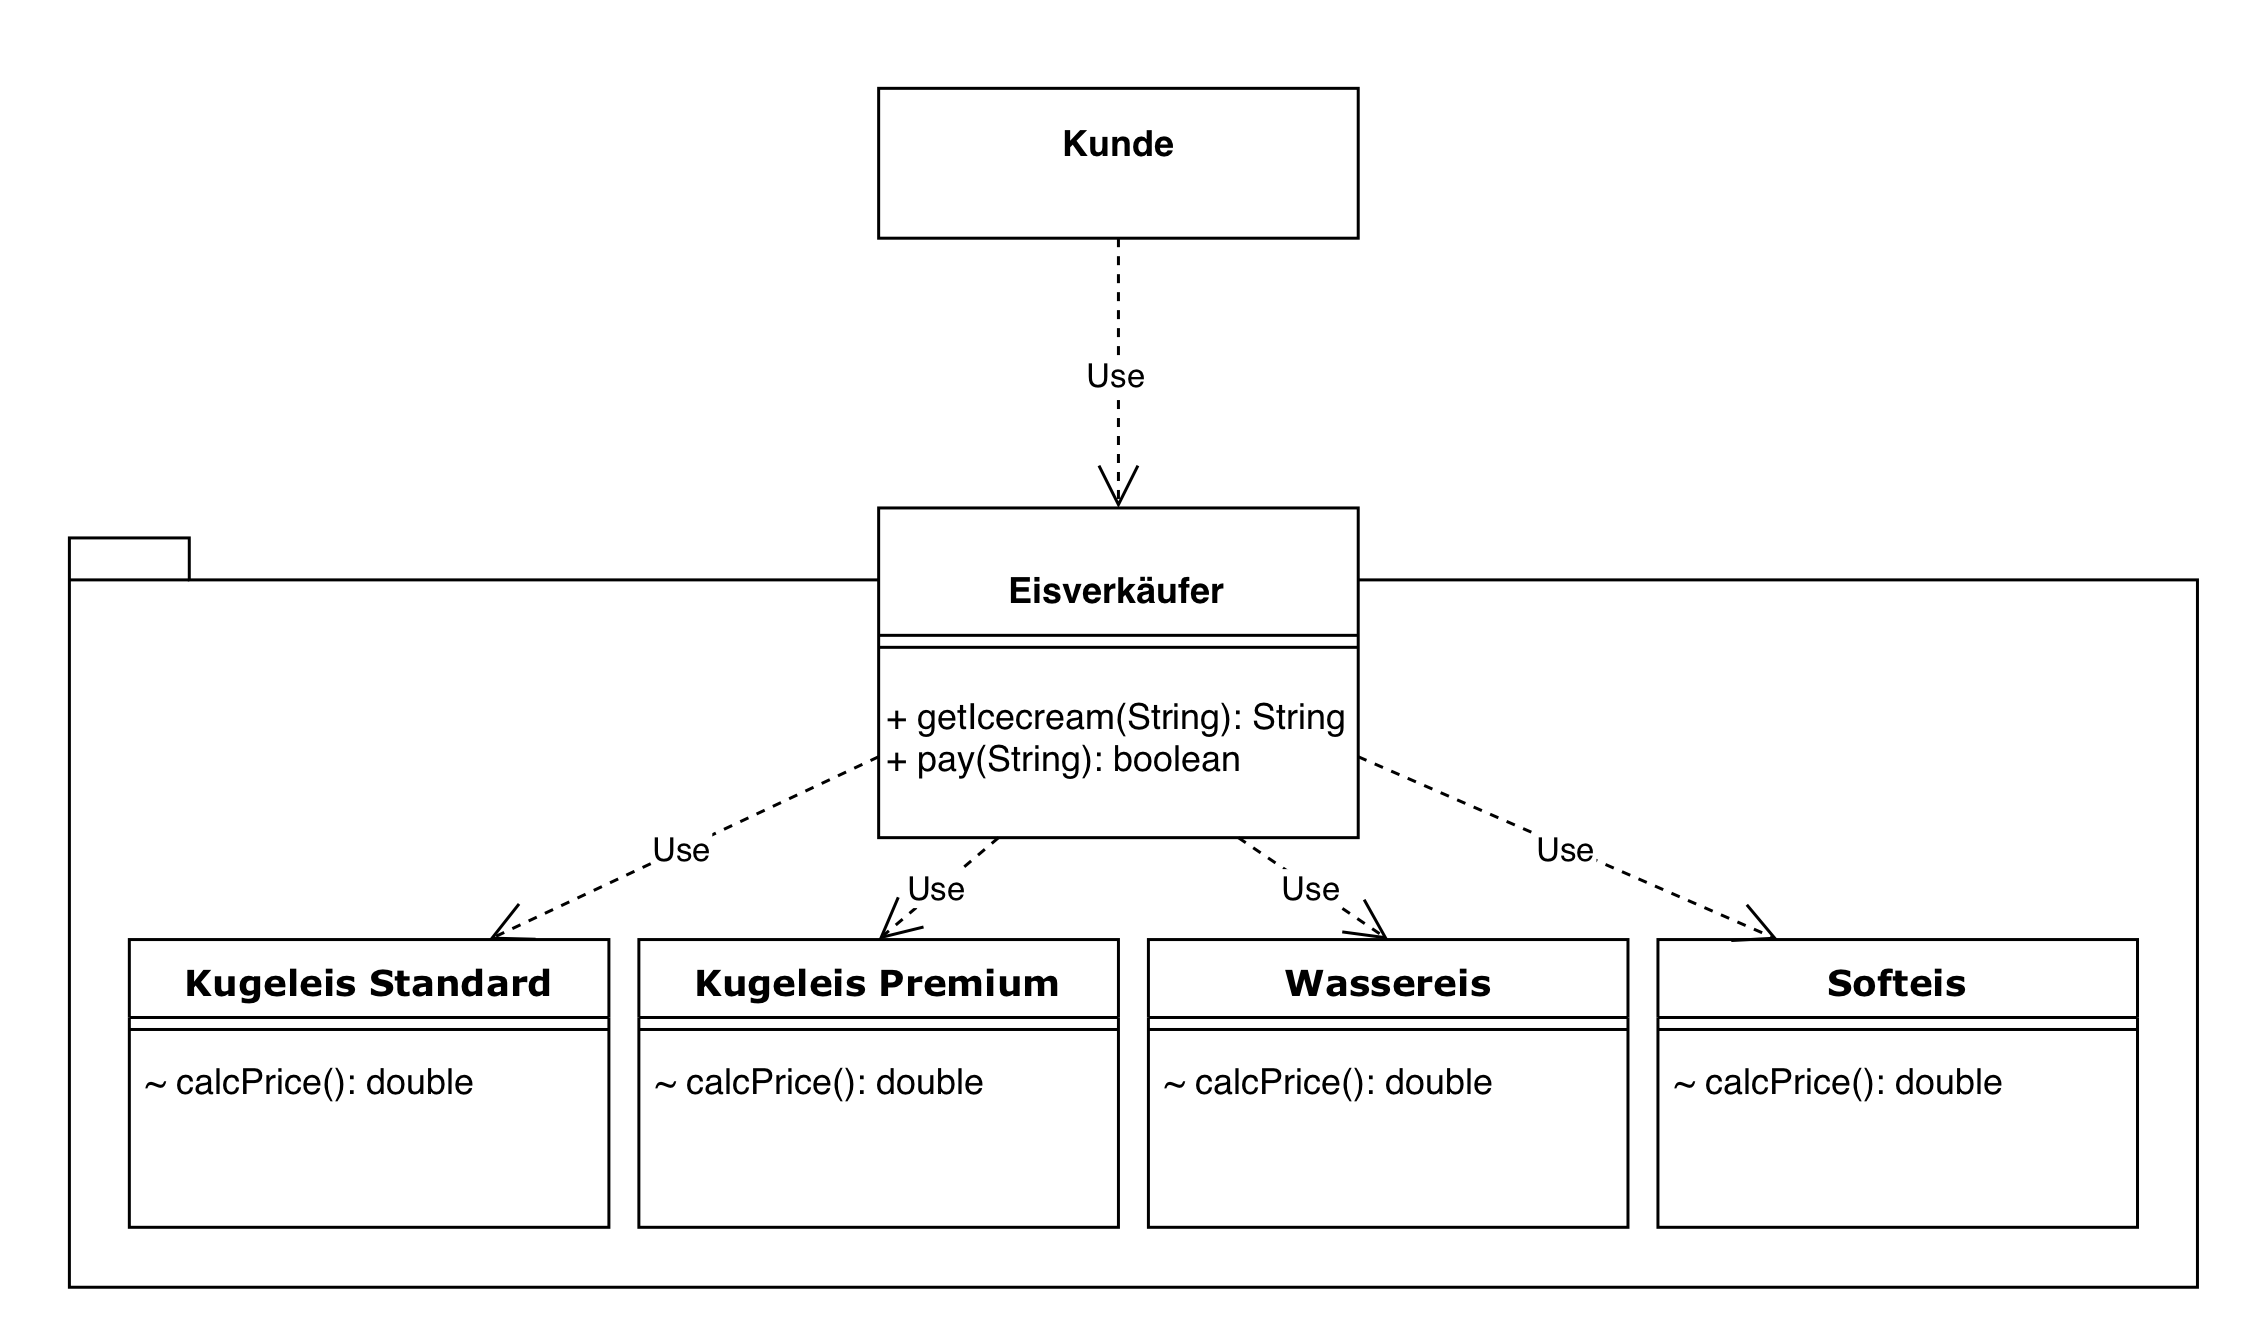 Kunde
Use
Eisverkäufer
+ getIcecream(String): String
+ pay(String): boolean
Use
Use
Use
Use
Kugeleis Standard
~ calcPrice(): double
Kugeleis Premium
~ calcPrice(): double
Wassereis
~ calcPrice(): double
Softeis
~ calcPrice(): double